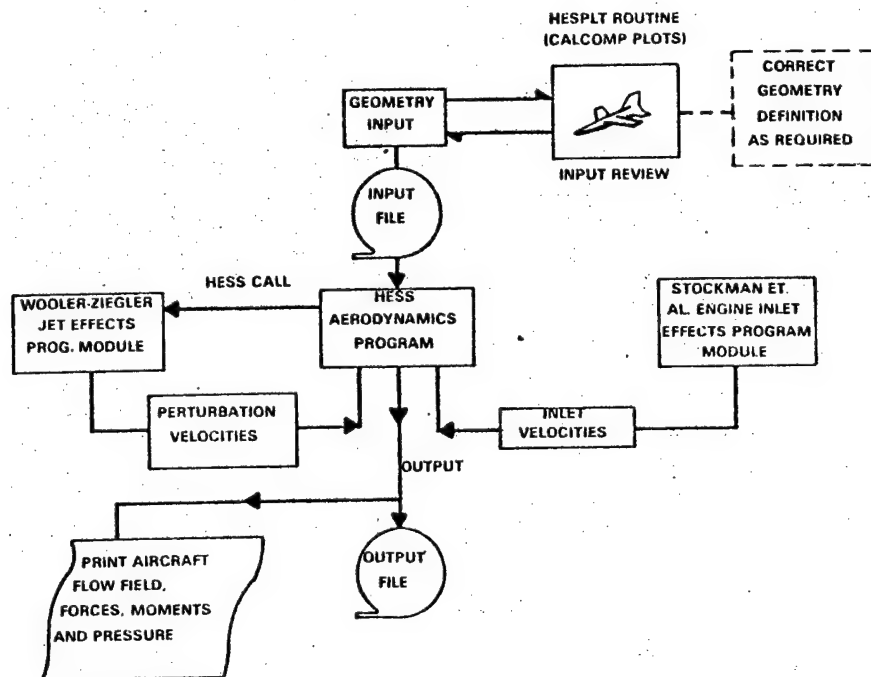 HESPLT ROUTINE
(CALCOMP PLOTS)
CORRECT
GEOMETRY
DEFINITION
AS REQUIRED
GEOMETRY
INPUT
INPUT REVIEW
INPUT
FILE
HESS CALL
WOOLER-ZIEGLER
JET EFFECTS
PROG. MODULE
HESS
AERODYNAMICS
PROGRAM
STOCKMAN ET.
AL. ENGINE INLET
EFFECTS PROGRAM
MODULE
PERTURBATION
VELOCITIES
INLET
VELOCITIES
OUTPUT
PRINT AIRCRAFT
FLOW FIELD,
FORCES, MOMENTS
AND PRESSURE
OUTPUT
FILE